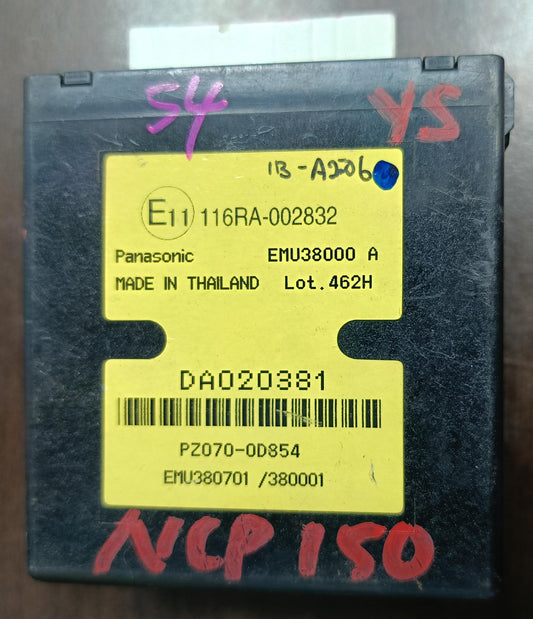 S4
YS
1B-A206
E11 116RA-002832
Panasonic EMU38000 A
MADE IN THAILAND Lot.462H
DA020381
PZ070-0D854
EMU380701 /380001
NCP 150